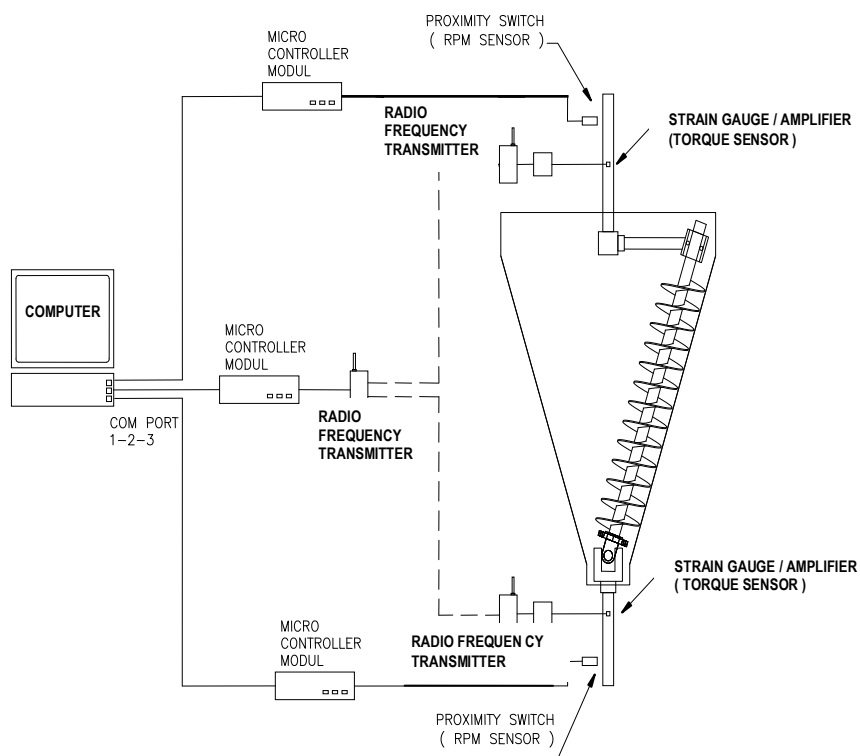 PROXIMITY SWITCH
( RPM SENSOR )
MICRO
CONTROLLER
MODUL
RADIO
FREQUENCY
TRANSMITTER
STRAIN GAUGE / AMPLIFIER
(TORQUE SENSOR )
COMPUTER
MICRO
CONTROLLER
MODUL
COM PORT
1-2-3
RADIO
FREQUENCY
TRANSMITTER
STRAIN GAUGE / AMPLIFIER
( TORQUE SENSOR )
MICRO
CONTROLLER
MODUL
RADIO FREQUEN CY
TRANSMITTER
PROXIMITY SWITCH
( RPM SENSOR )